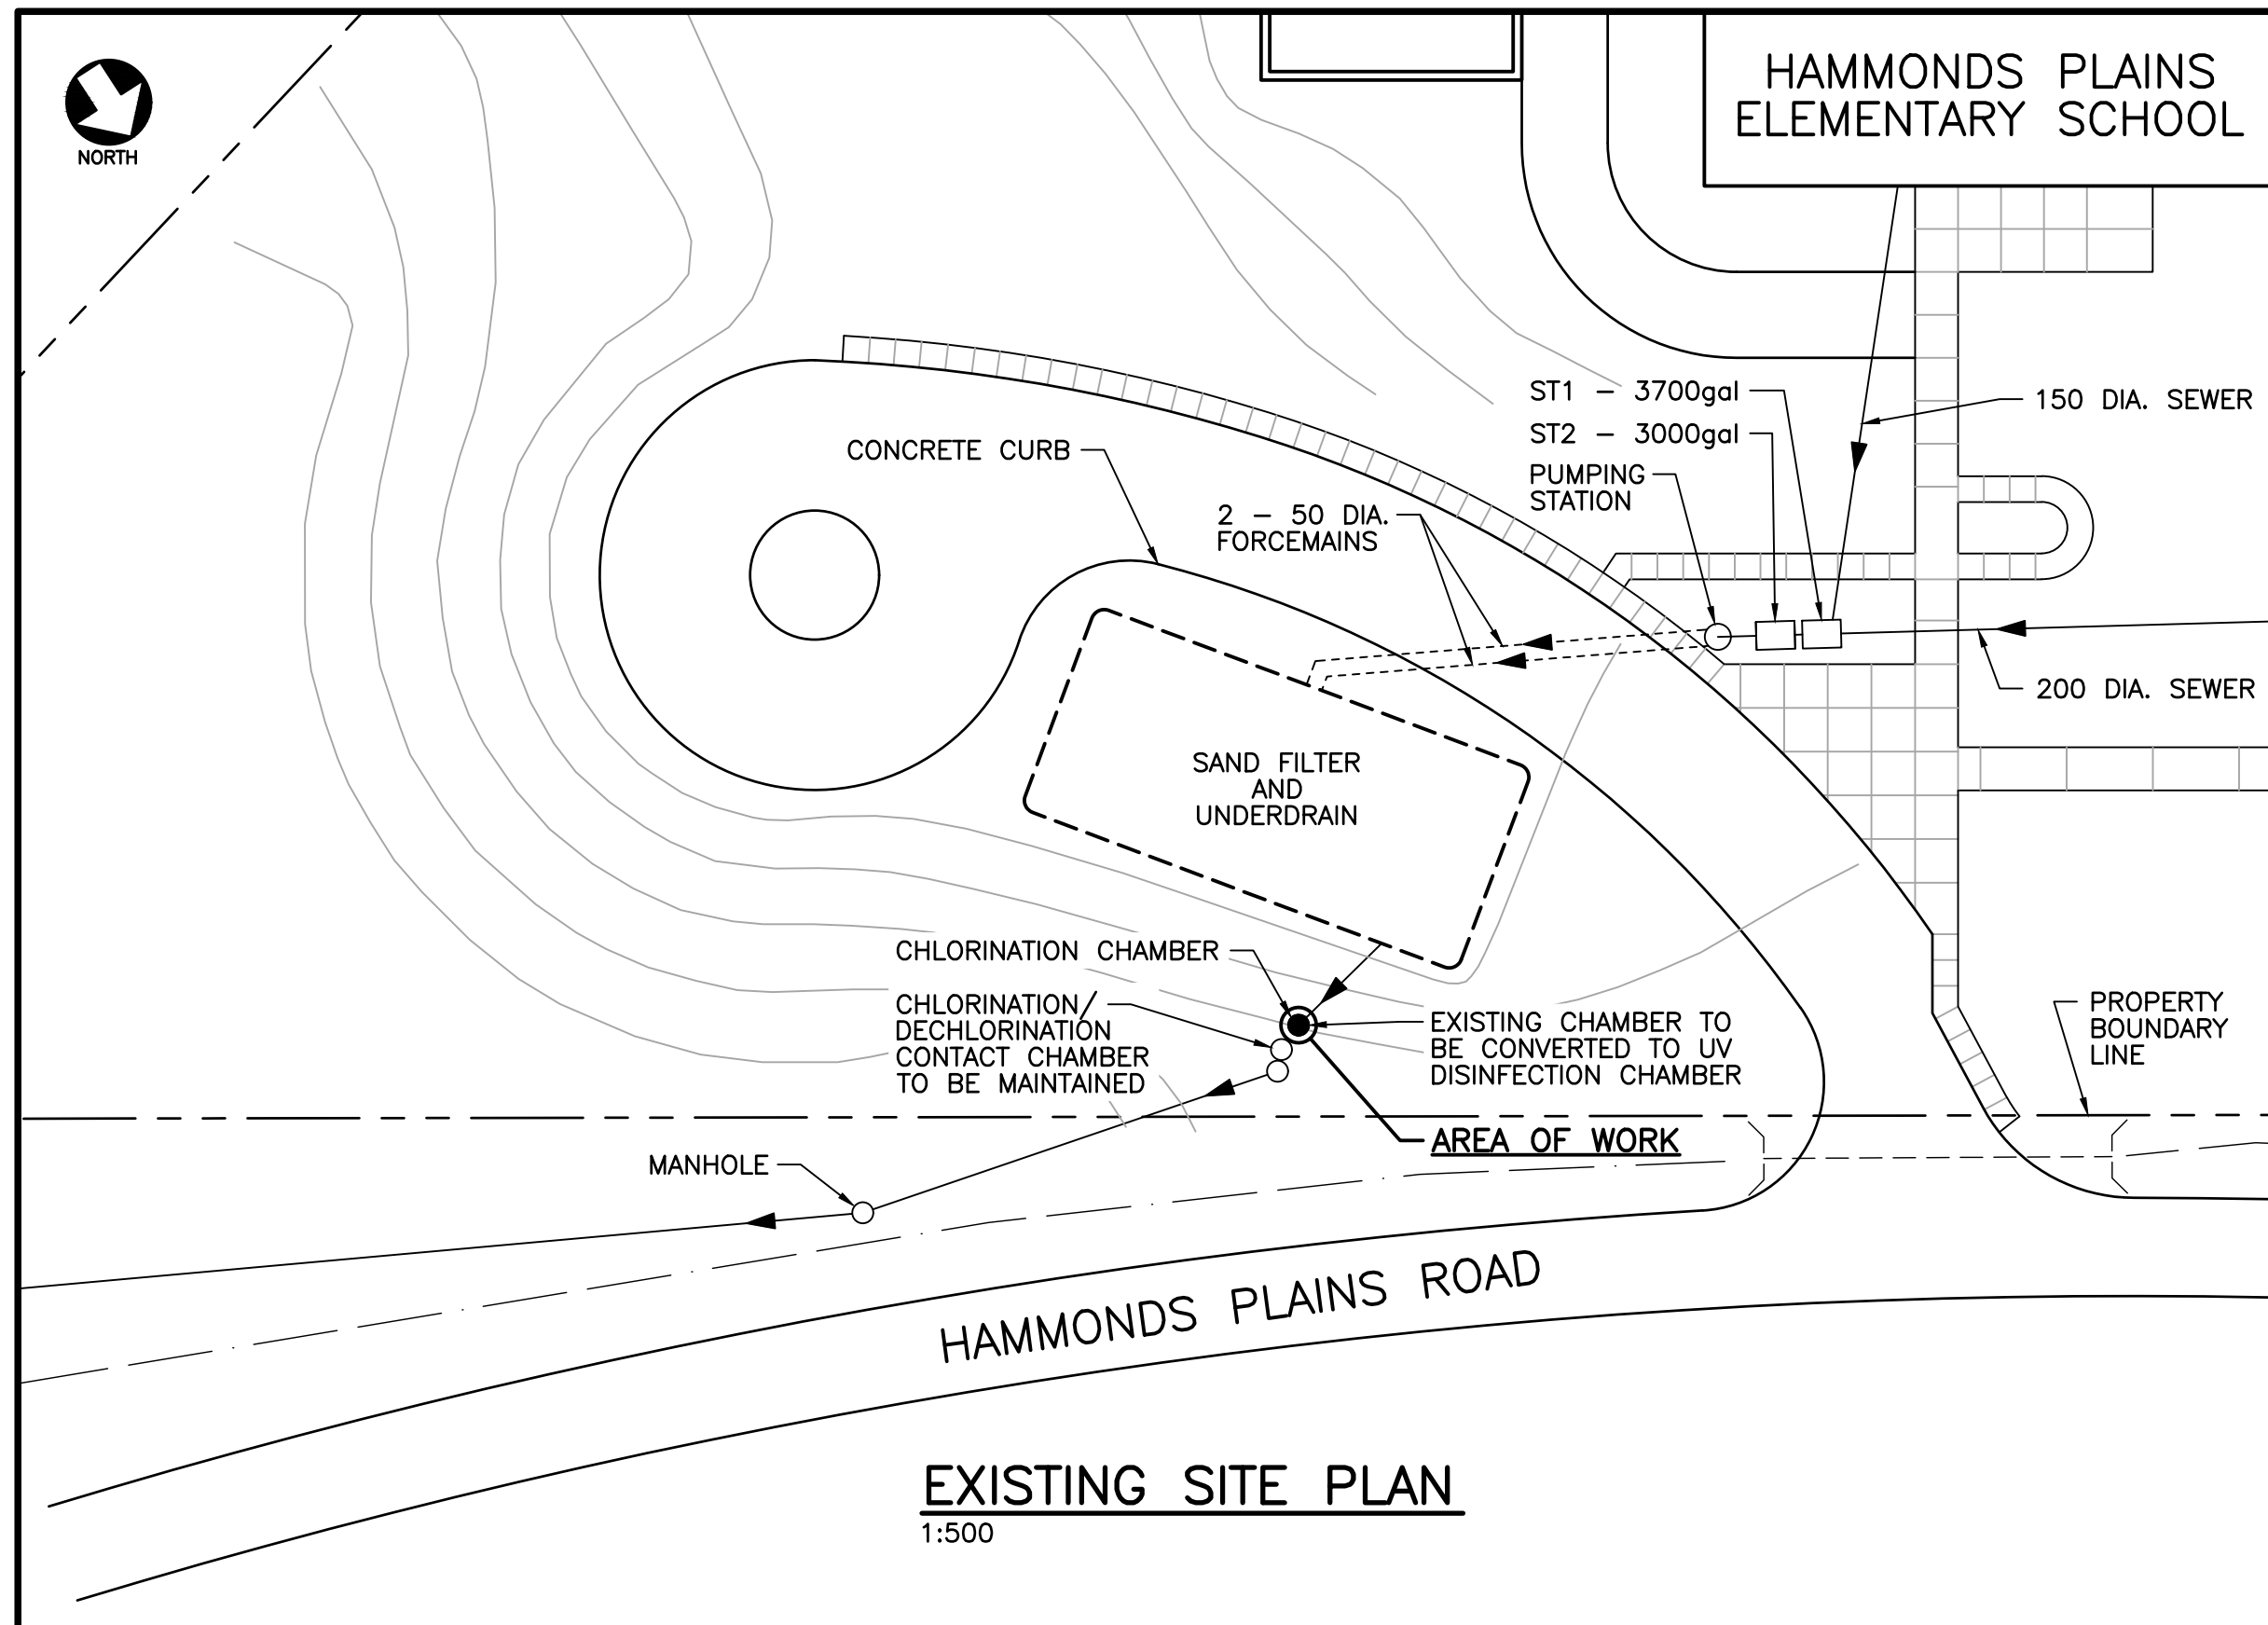 HAMMONDS PLAINS
ELEMENTARY SCHOOL
NORTH
ST1 - 3700gal
ST2 - 3000gal
PUMPING
STATION
150 DIA. SEWER
CONCRETE CURB
2 - 50 DIA.
FORCEMAINS
200 DIA. SEWER
SAND FILTER
AND
UNDERDRAIN
CHLORINATION CHAMBER
CHLORINATION/
DECHLORINATION
CONTACT CHAMBER
TO BE MAINTAINED
EXISTING CHAMBER TO
BE CONVERTED TO UV
DISINFECTION CHAMBER
PROPERTY
BOUNDARY
LINE
AREA OF WORK
MANHOLE
HAMMONDS PLAINS ROAD
EXISTING SITE PLAN
1:500